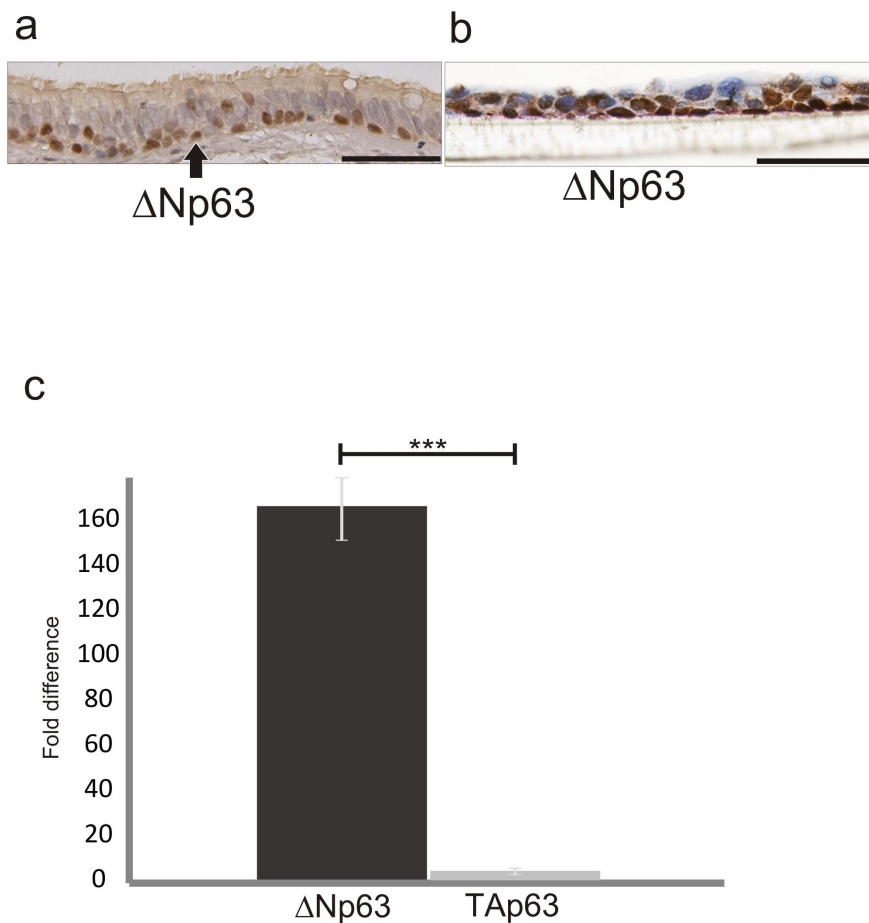 a
b
ΔNp63
ΔNp63
c
***
160
140
120
100
80
60
40
20
0
Fold difference
ΔNp63 TAp63